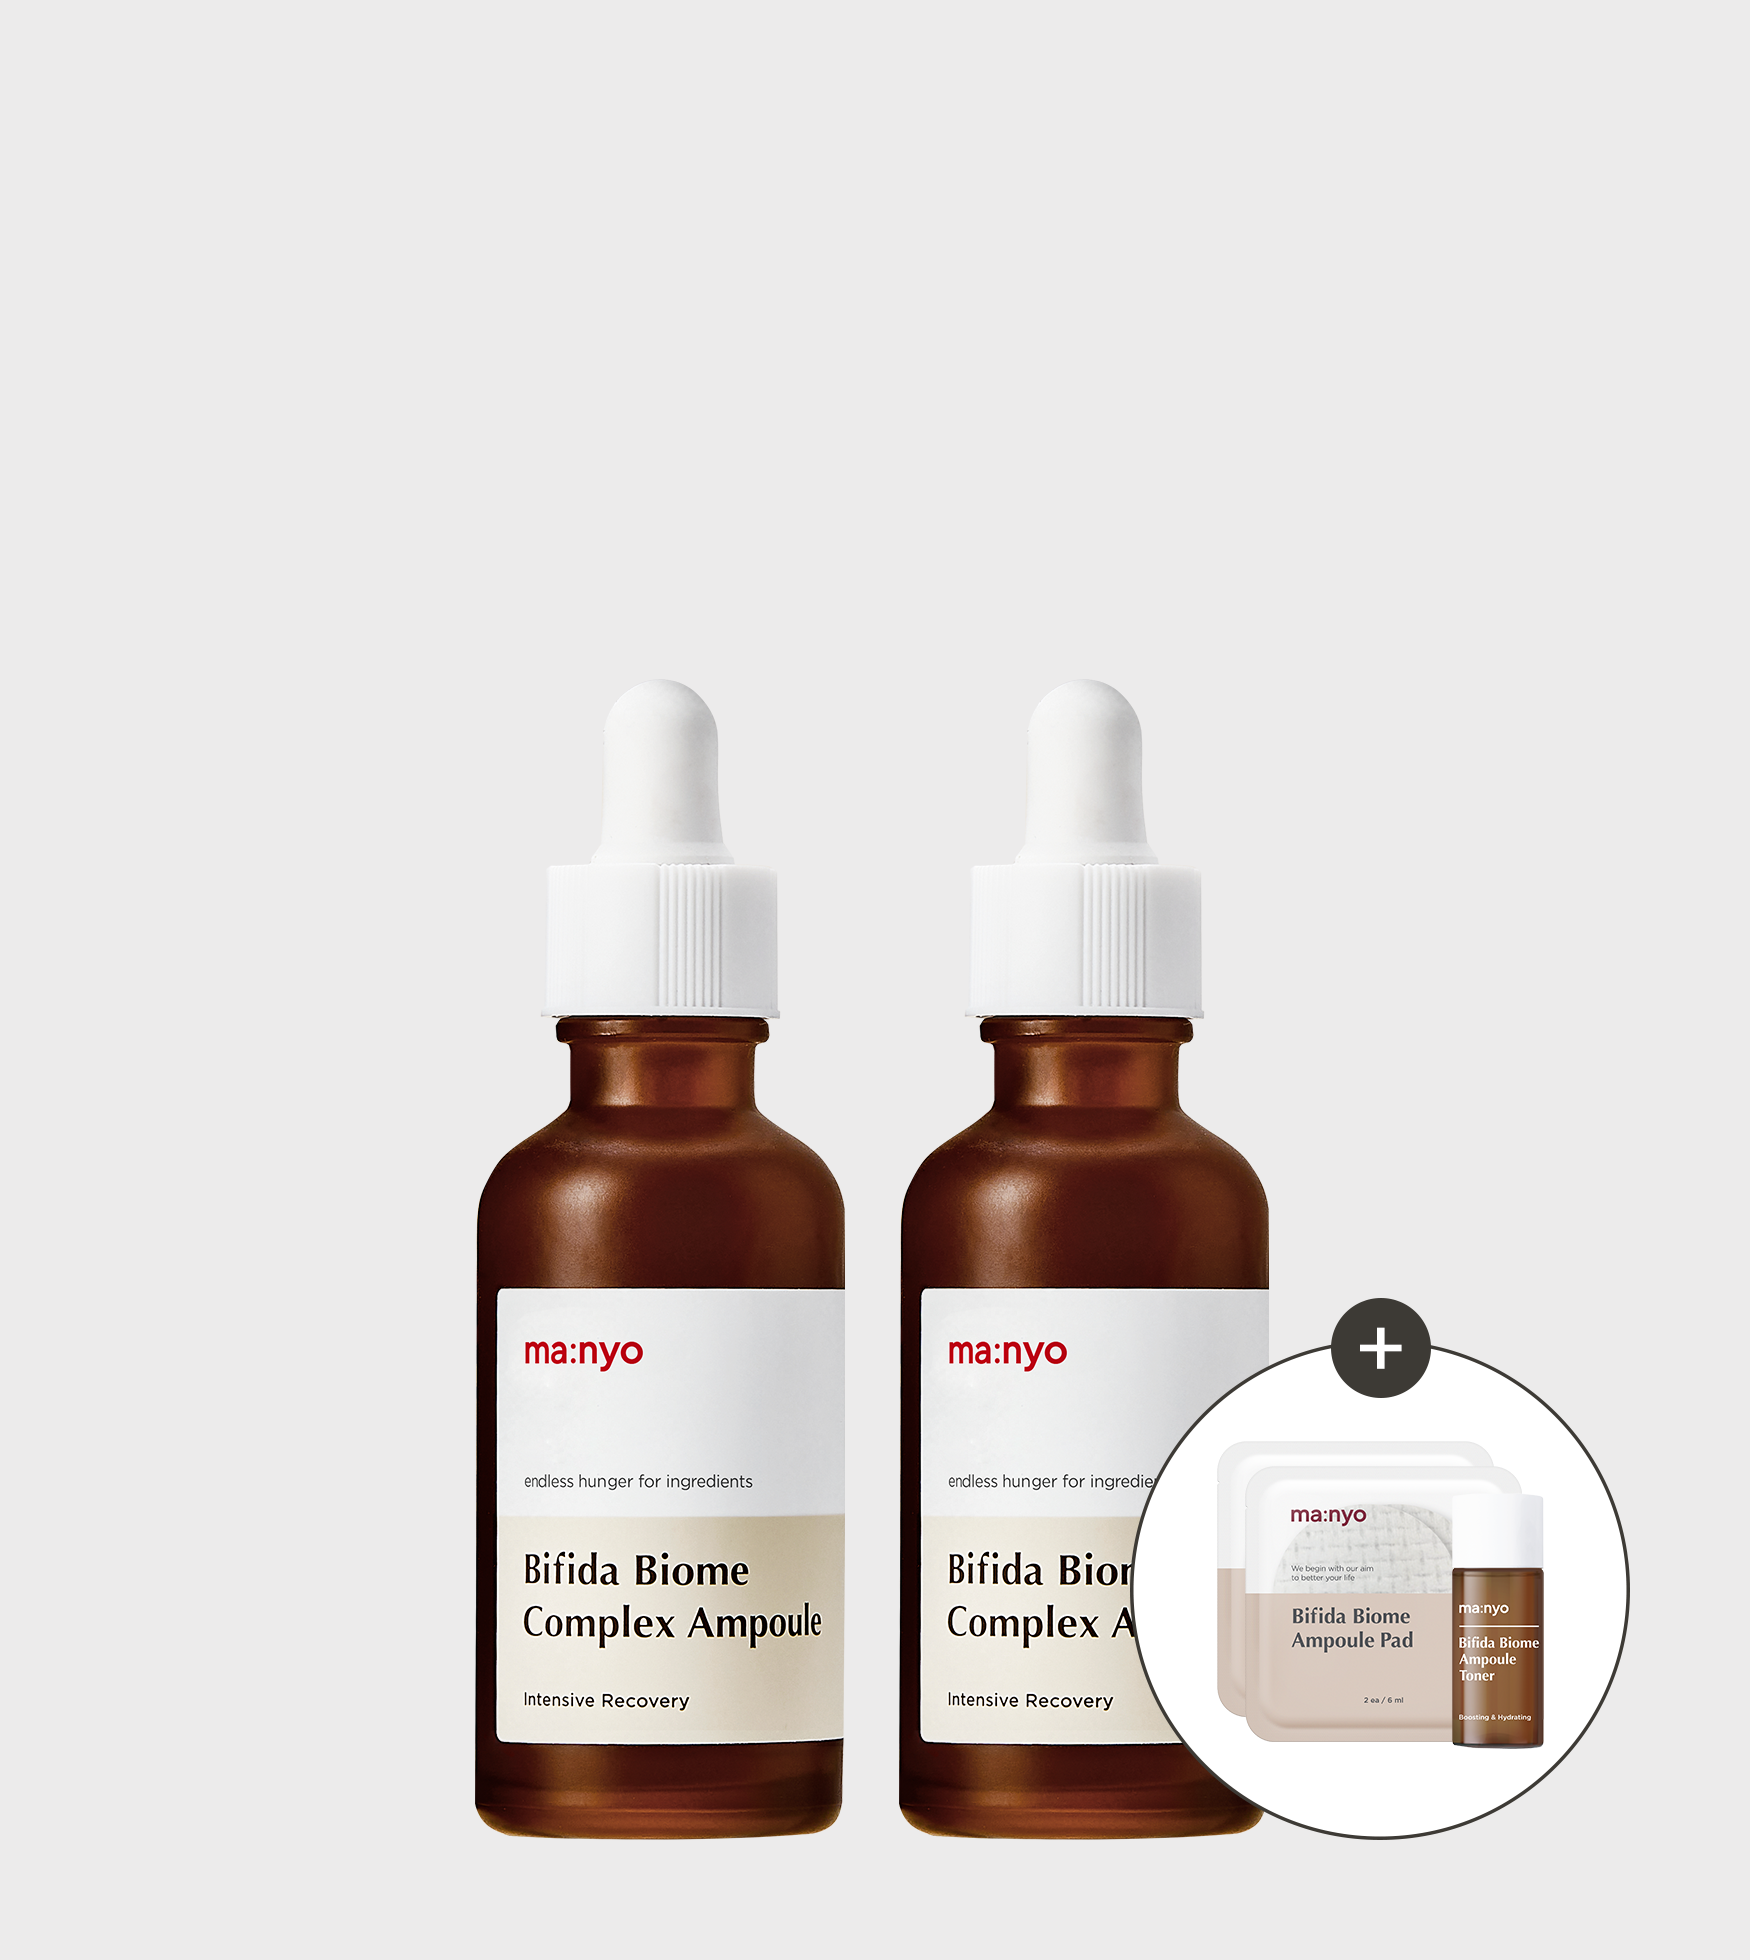 ma:nyo
endless hunger for ingredients
Bifida Biome
Complex Ampoule
Intensive Recovery
ma:nyo
endless hunger for
Bifida
Complex
Intensive Recovery
+
ma:nyo
We begin with our aim
to better your life
Bifida Biome
Ampoule Pad
2 ea / 6 ml
ma:nyo
Bifida Biome
Ampoule
Toner
Boosting & Hydrating